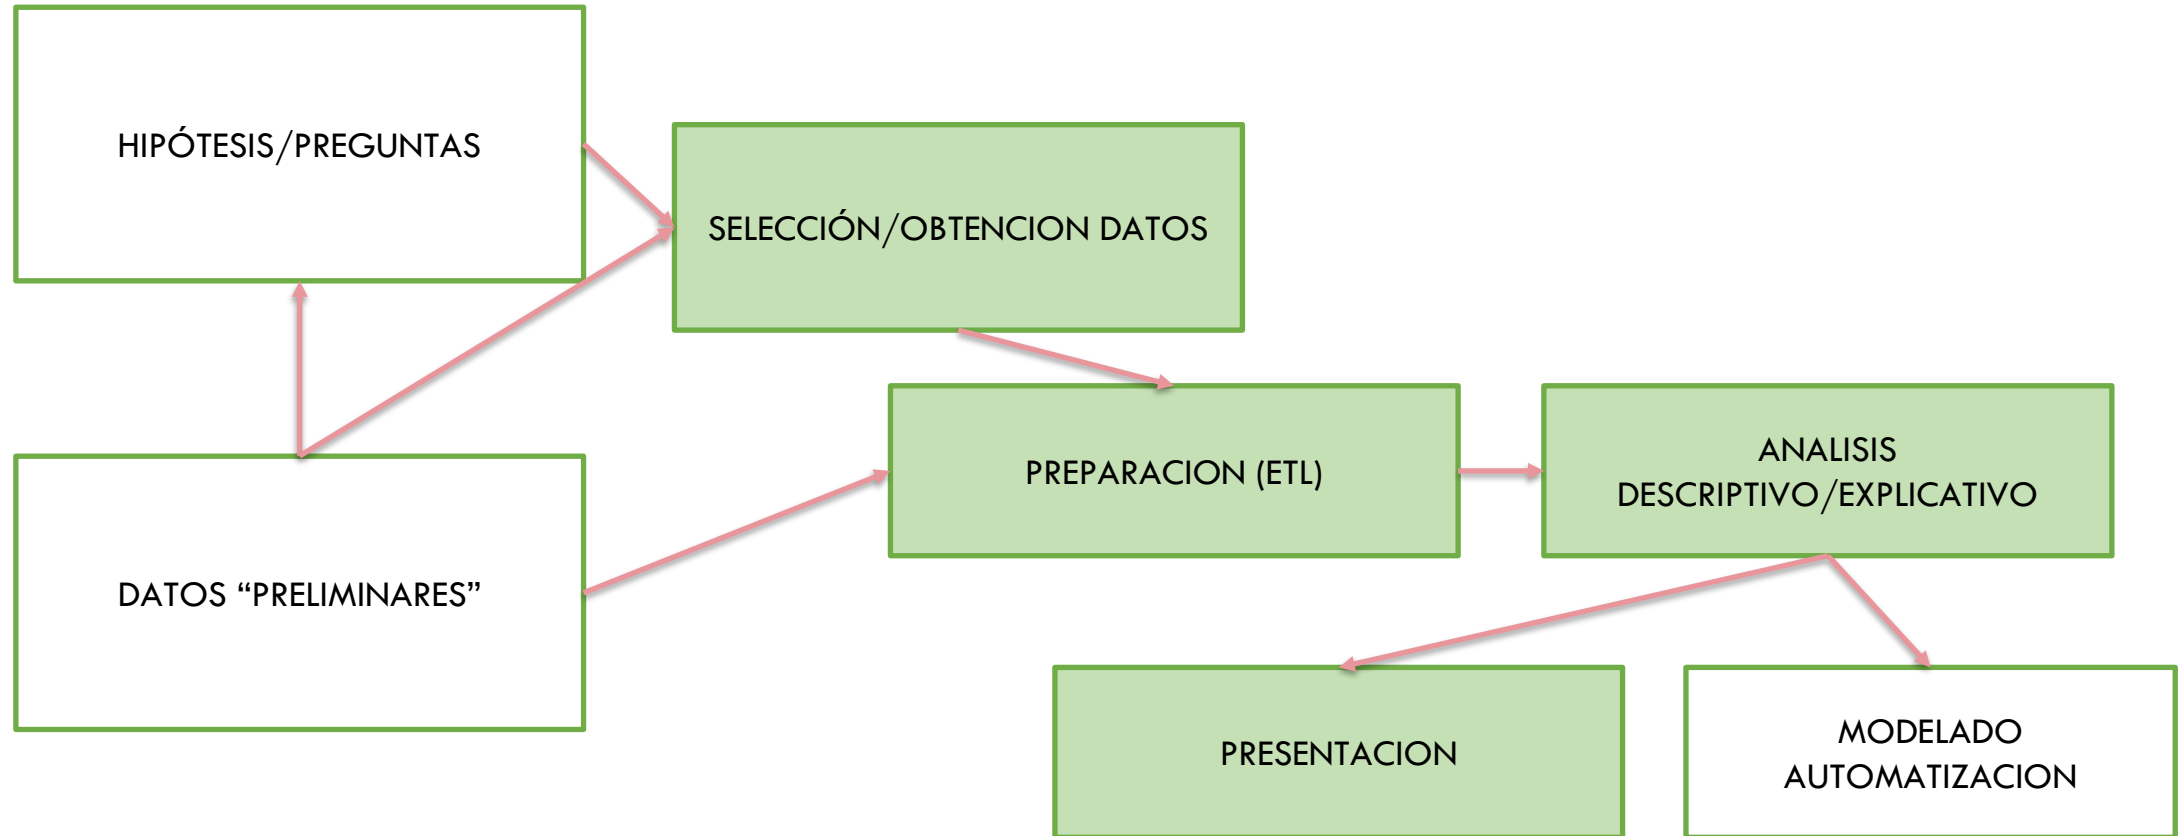 HIPÓTESIS/PREGUNTAS
SELECCIÓN/OBTENCION DATOS
PREPARACION (ETL)
ANALISIS
DESCRIPTIVO/EXPLICATIVO
DATOS “PRELIMINARES”
PRESENTACION
MODELADO
AUTOMATIZACION